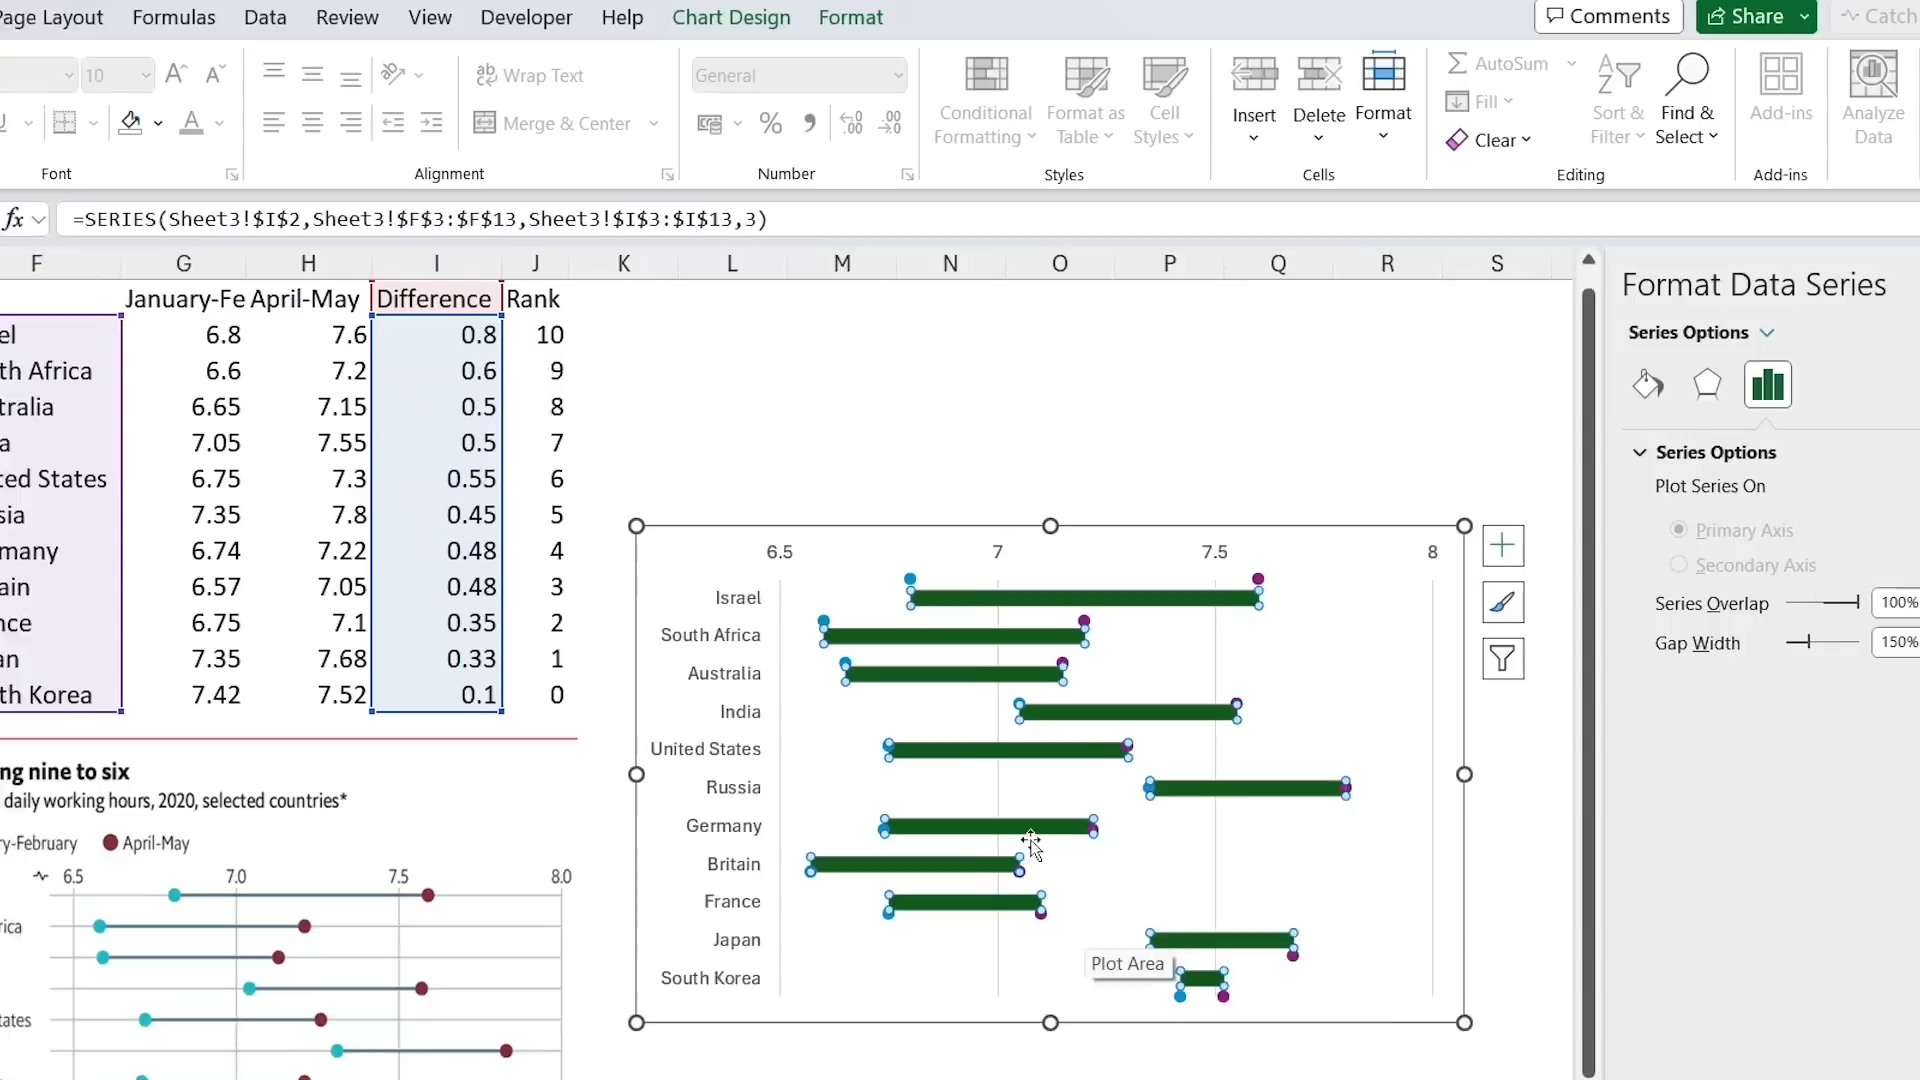 Page Layout Formulas Data Review View Developer Help Chart Design Format Comments Share Catch
10 Wrap Text General Conditional Formatting Format as Table Cell Styles Insert Delete Format AutoSum Fill Clear Sort & Filter Find & Select Add-ins Analyze Data
Merge & Center
Font Alignment Number Styles Cells Editing Add-ins
fx =SERIES(Sheet3!$I$2,Sheet3!$F$3:$F$13,Sheet3!$I$3:$I$13,3)
F G H I J K L M N O P Q R S
January-Fe April-May Difference Rank
el 6.8 7.6 0.8 10
th Africa 6.6 7.2 0.6 9
tralia 6.65 7.15 0.5 8
a 7.05 7.55 0.5 7
ted States 6.75 7.3 0.55 6
sia 7.35 7.8 0.45 5
many 6.74 7.22 0.48 4
ain 6.57 7.05 0.48 3
nce 6.75 7.1 0.35 2
an 7.35 7.68 0.33 1
th Korea 7.42 7.52 0.1 0
ng nine to six
daily working hours, 2020, selected countries*
ry-February April-May
6.5 7.0 7.5 8.0
rica
tates
6.5 7 7.5 8
Israel
South Africa
Australia
India
United States
Russia
Germany
Britain
France
Japan
South Korea
Plot Area
Format Data Series
Series Options
Series Options
Plot Series On
Primary Axis
Secondary Axis
Series Overlap 100%
Gap Width 150%